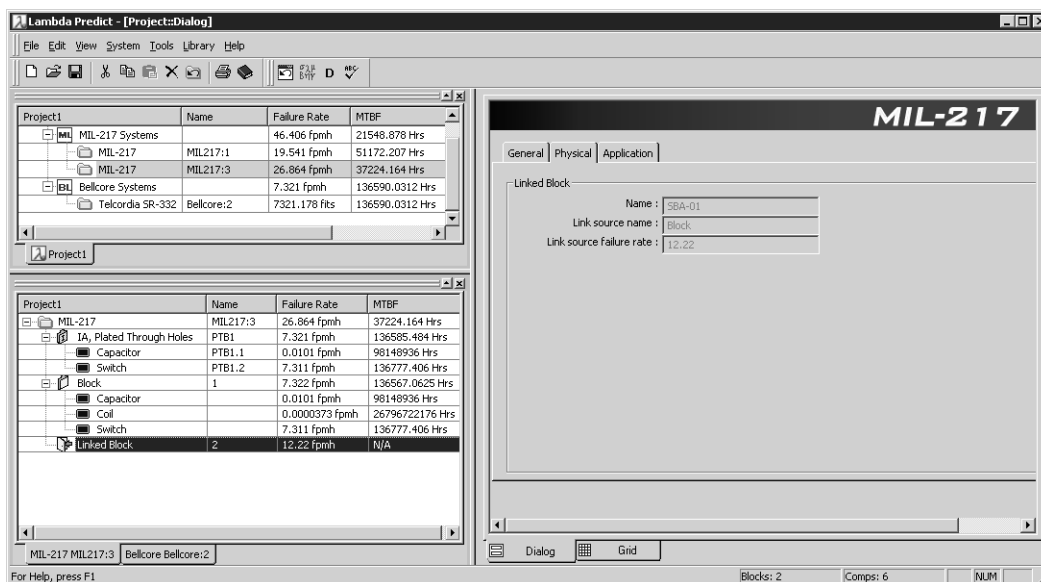 Lambda Predict - [Project::Dialog]
File Edit View System Tools Library Help
Project1 Name Failure Rate MTBF
ML MIL-217 Systems 46.406 fpmh 21548.878 Hrs
MIL-217 MIL217:1 19.541 fpmh 51172.207 Hrs
MIL-217 MIL217:3 26.864 fpmh 37224.164 Hrs
BL Bellcore Systems 7.321 fpmh 136590.0312 Hrs
Telcordia SR-332 Bellcore:2 7321.178 fits 136590.0312 Hrs
Project1
Project1 Name Failure Rate MTBF
MIL-217 MIL217:3 26.864 fpmh 37224.164 Hrs
IA, Plated Through Holes PTB1 7.321 fpmh 136585.484 Hrs
Capacitor PTB1.1 0.0101 fpmh 98148936 Hrs
Switch PTB1.2 7.311 fpmh 136777.406 Hrs
Block 1 7.322 fpmh 136567.0625 Hrs
Capacitor 0.0101 fpmh 98148936 Hrs
Coil 0.0000373 fpmh 26796722176 Hrs
Switch 7.311 fpmh 136777.406 Hrs
Linked Block 2 12.22 fpmh N/A
MIL-217 MIL217:3 Bellcore Bellcore:2
MIL-217
General Physical Application
Linked Block
Name : SBA-01
Link source name : Block
Link source failure rate : 12.22
Dialog Grid
For Help, press F1 Blocks: 2 Comps: 6 NUM